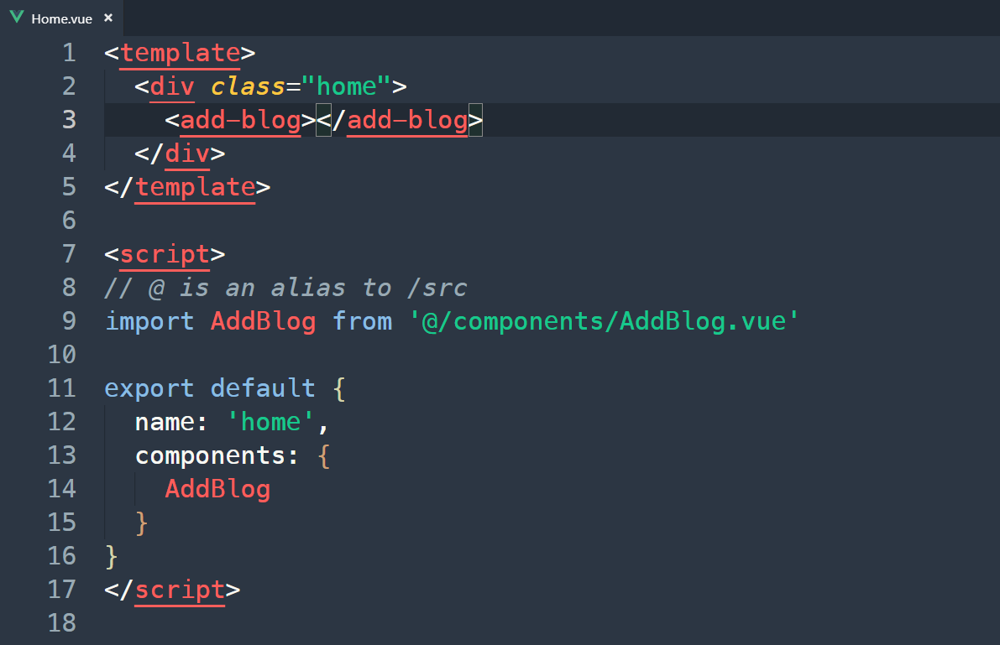 Home.vue ×
1 <template>
2   <div class="home">
3     <add-blog></add-blog>
4   </div>
5 </template>
6
7 <script>
8 // @ is an alias to /src
9 import AddBlog from '@/components/AddBlog.vue'
10
11 export default {
12   name: 'home',
13   components: {
14     AddBlog
15   }
16 }
17 </script>
18